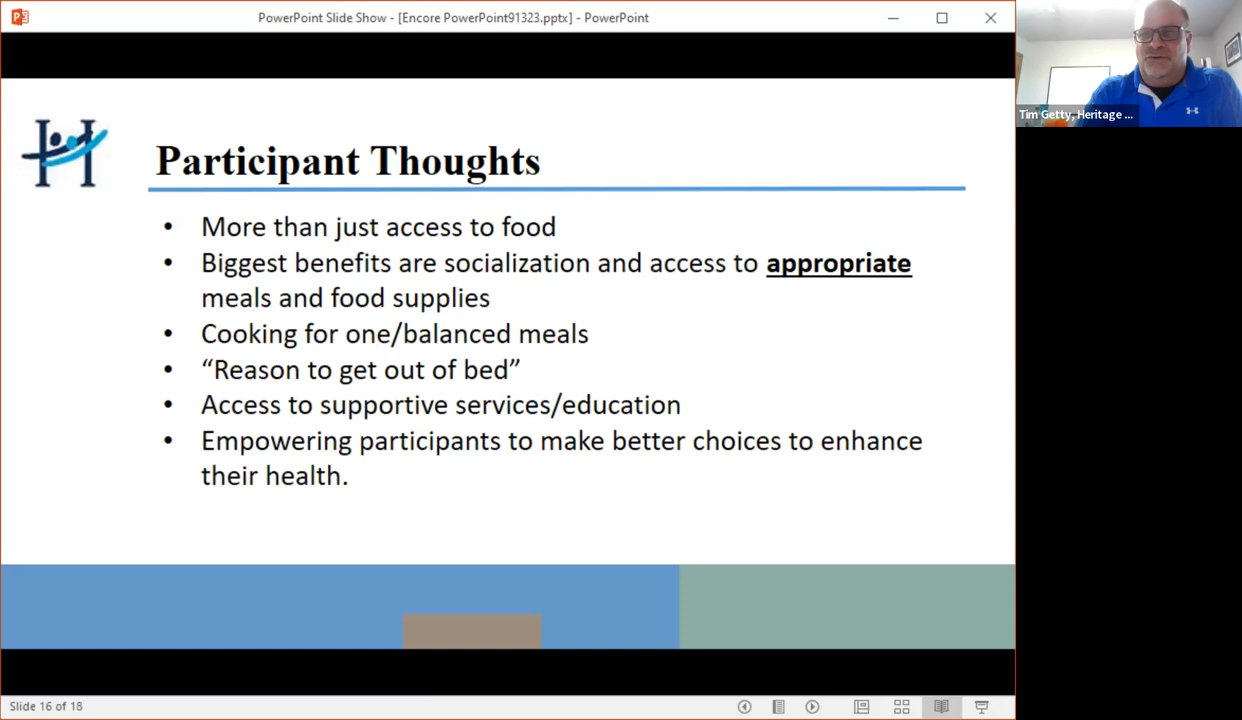 PowerPoint Slide Show - [Encore PowerPoint91323.pptx] - PowerPoint
Tim Getty, Heritage ...
H
Participant Thoughts
• More than just access to food
• Biggest benefits are socialization and access to appropriate
meals and food supplies
• Cooking for one/balanced meals
• “Reason to get out of bed”
• Access to supportive services/education
• Empowering participants to make better choices to enhance
their health.
Slide 16 of 18